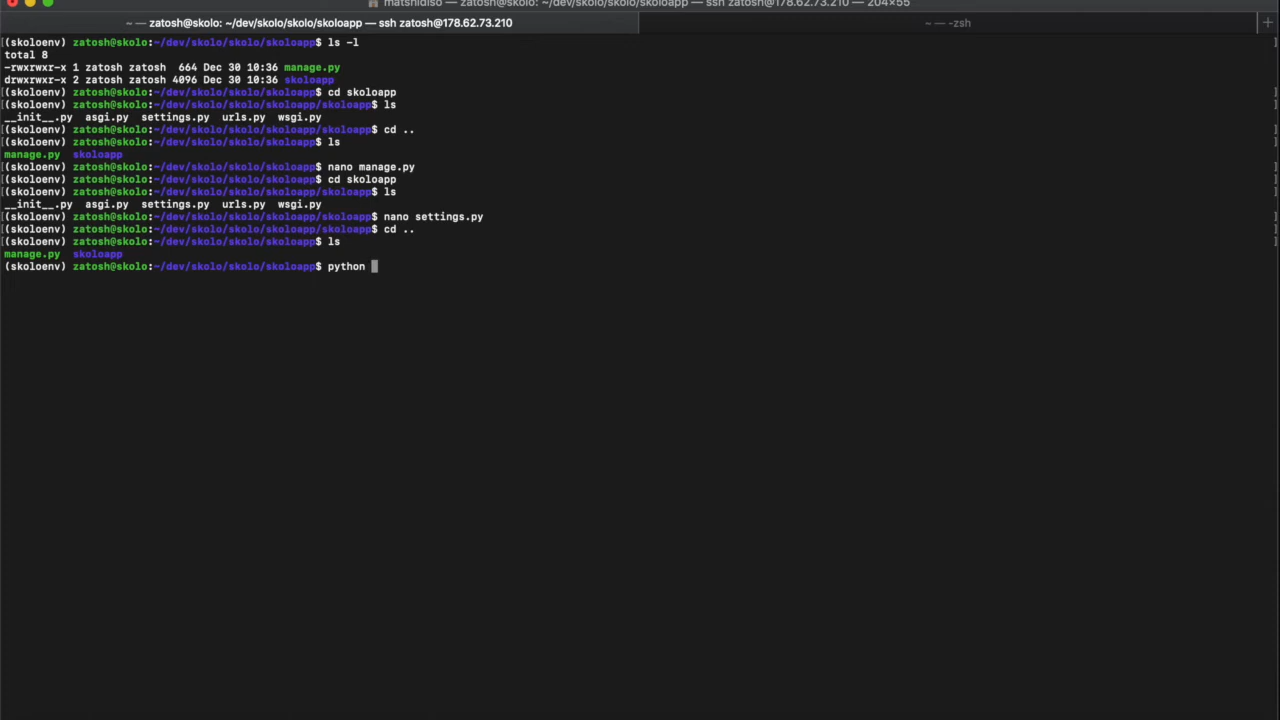 matshidiso — zatosh@skolo: ~/dev/skolo/skolo/skoloapp — ssh zatosh@178.62.73.210 — 204×55
~ — zatosh@skolo: ~/dev/skolo/skolo/skoloapp — ssh zatosh@178.62.73.210
~ — -zsh
[(skoloenv) zatosh@skolo:~/dev/skolo/skolo/skoloapp$ ls -l ]
total 8
-rwxrwxr-x 1 zatosh zatosh  664 Dec 30 10:36 manage.py
drwxrwxr-x 2 zatosh zatosh 4096 Dec 30 10:36 skoloapp
[(skoloenv) zatosh@skolo:~/dev/skolo/skolo/skoloapp$ cd skoloapp ]
[(skoloenv) zatosh@skolo:~/dev/skolo/skolo/skoloapp/skoloapp$ ls ]
__init__.py  asgi.py  settings.py  urls.py  wsgi.py
[(skoloenv) zatosh@skolo:~/dev/skolo/skolo/skoloapp/skoloapp$ cd .. ]
[(skoloenv) zatosh@skolo:~/dev/skolo/skolo/skoloapp$ ls ]
manage.py  skoloapp
[(skoloenv) zatosh@skolo:~/dev/skolo/skolo/skoloapp$ nano manage.py ]
[(skoloenv) zatosh@skolo:~/dev/skolo/skolo/skoloapp$ cd skoloapp ]
[(skoloenv) zatosh@skolo:~/dev/skolo/skolo/skoloapp/skoloapp$ ls ]
__init__.py  asgi.py  settings.py  urls.py  wsgi.py
[(skoloenv) zatosh@skolo:~/dev/skolo/skolo/skoloapp/skoloapp$ nano settings.py ]
[(skoloenv) zatosh@skolo:~/dev/skolo/skolo/skoloapp/skoloapp$ cd .. ]
[(skoloenv) zatosh@skolo:~/dev/skolo/skolo/skoloapp$ ls ]
manage.py  skoloapp
(skoloenv) zatosh@skolo:~/dev/skolo/skolo/skoloapp$ python